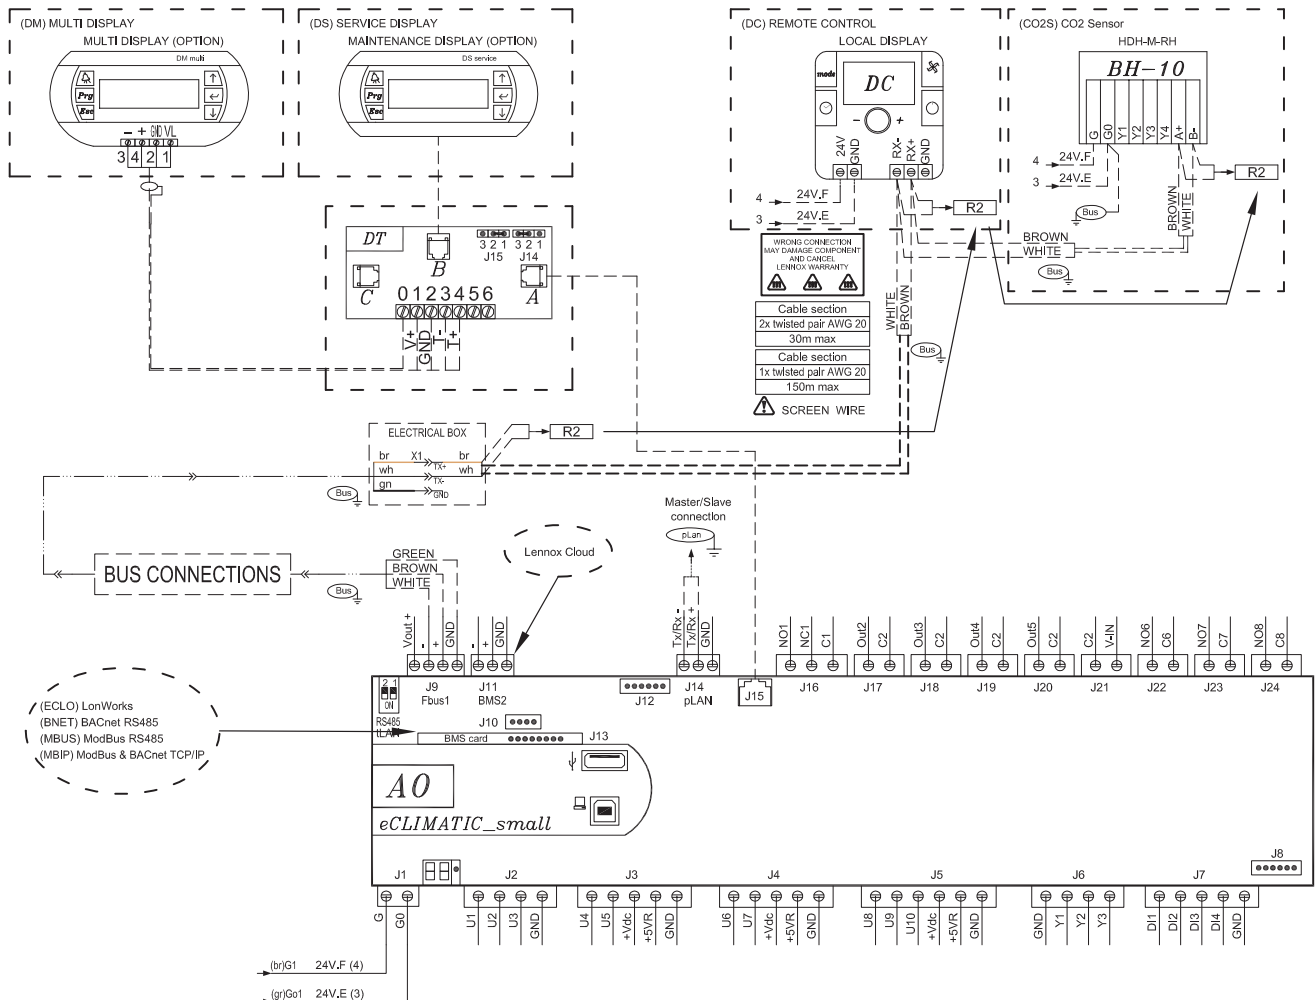 (DM) MULTI DISPLAY
MULTI DISPLAY (OPTION)
DM multi
Prg
Esc
- + GND VL
3 4 2 1
(DS) SERVICE DISPLAY
MAINTENANCE DISPLAY (OPTION)
DS service
Prg
Esc
(DC) REMOTE CONTROL
LOCAL DISPLAY
mode
DC
- +
24V
GND
RX-
RX+
GND
4 24V.F
3 24V.E
R2
(CO2S) CO2 Sensor
HDH-M-RH
BH-10
G
G0
Y1
Y2
Y3
Y4
A+
B-
4 24V.F
3 24V.E
R2
Bus
BROWN
WHITE
BROWN
WHITE
Bus
DT
B
3 2 1
J15
3 2 1
J14
C
A
0 1 2 3 4 5 6
V+
GND
T-
T+
WRONG CONNECTION
MAY DAMAGE COMPONENT
AND CANCEL
LENNOX WARRANTY
Cable section
2x twisted pair AWG 20
30m max
Cable section
1x twisted pair AWG 20
150m max
SCREEN WIRE
WHITE
BROWN
Bus
ELECTRICAL BOX
br X1 br
TX+
wh wh
TX-
gn
GND
R2
Bus
Master/Slave
connection
pLan
Lennox Cloud
BUS CONNECTIONS
GREEN
BROWN
WHITE
Bus
Vout +
-
+
GND
-
+
GND
Tx/Rx -
Tx/Rx +
GND
NO1
NC1
C1
Out2
C2
Out3
C2
Out4
C2
Out5
C2
C2
V-IN
NO6
C6
NO7
C7
NO8
C8
2 1
ON
RS485
tLAN
J9
Fbus1
J11
BMS2
J12
J14
pLAN
J15
J16
J17
J18
J19
J20
J21
J22
J23
J24
J10
BMS card
J13
(ECLO) LonWorks
(BNET) BACnet RS485
(MBUS) ModBus RS485
(MBIP) ModBus & BACnet TCP/IP
A0
eCLIMATIC_small
J1
J2
J3
J4
J5
J6
J7
J8
G
G0
U1
U2
U3
GND
U4
U5
+Vdc
+5VR
GND
U6
U7
+Vdc
+5VR
GND
U8
U9
U10
+Vdc
+5VR
GND
GND
Y1
Y2
Y3
DI1
DI2
DI3
DI4
GND
(br)G1 24V.F (4)
(gr)Go1 24V.E (3)